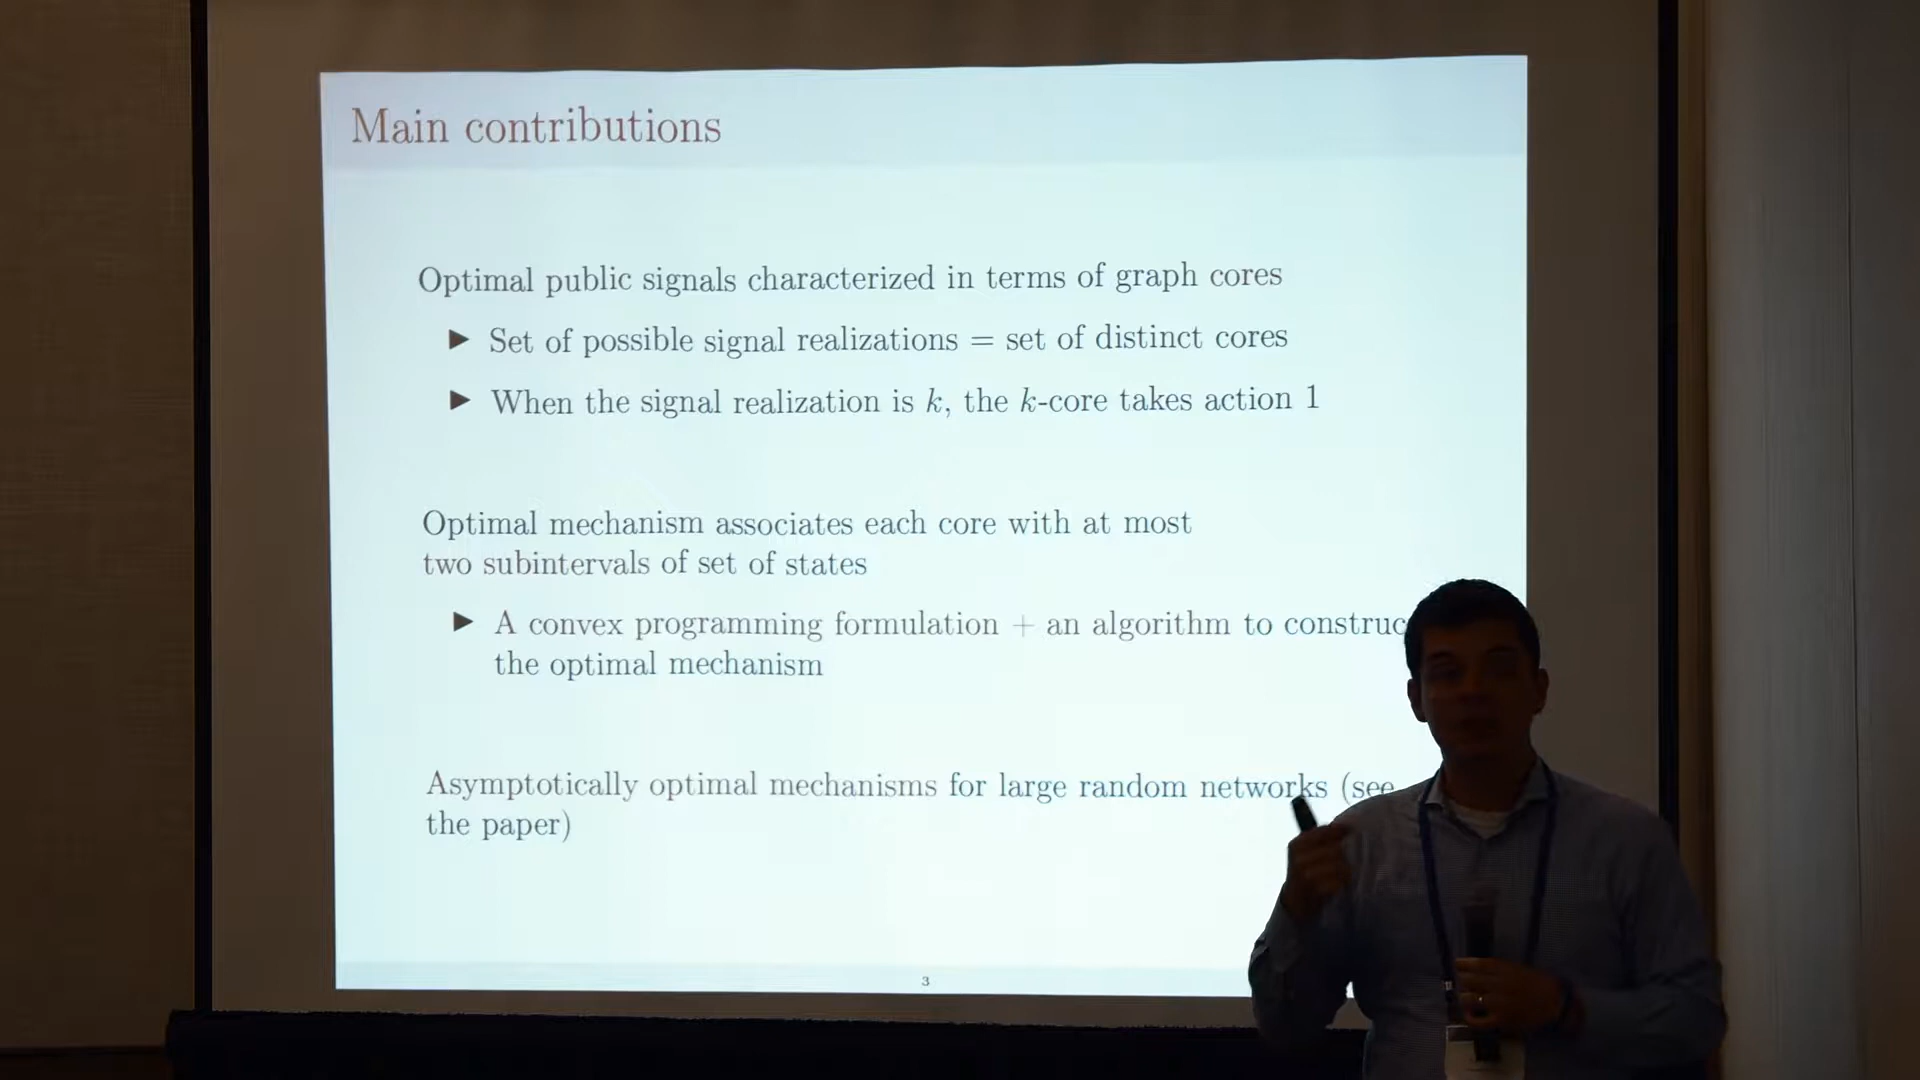 Main contributions
Optimal public signals characterized in terms of graph cores
▶ Set of possible signal realizations = set of distinct cores
▶ When the signal realization is k, the k-core takes action 1
Optimal mechanism associates each core with at most
two subintervals of set of states
▶ A convex programming formulation + an algorithm to construc
the optimal mechanism
Asymptotically optimal mechanisms for large random networks (see
the paper)
3